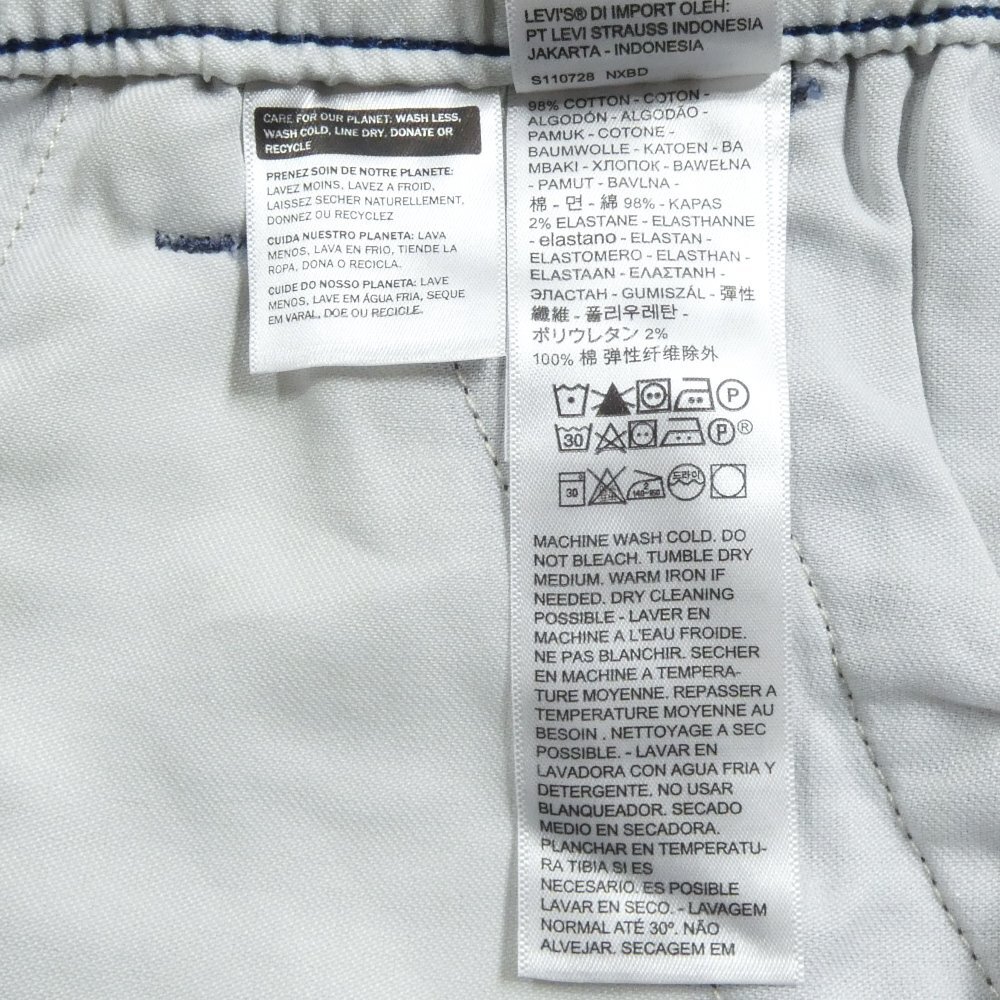 LEVI'S® DI IMPORT OLEH:
PT LEVI STRAUSS INDONESIA
JAKARTA - INDONESIA
S110728 NXBD
CARE FOR OUR PLANET: WASH LESS,
WASH COLD, LINE DRY, DONATE OR
RECYCLE
PRENEZ SOIN DE NOTRE PLANETE:
LAVEZ MOINS, LAVEZ A FROID,
LAISSEZ SECHER NATURELLEMENT,
DONNEZ OU RECYCLEZ
CUIDA NUESTRO PLANETA: LAVA
MENOS, LAVA EN FRIO, TIENDE LA
ROPA, DONA O RECICLA.
CUIDE DO NOSSO PLANETA: LAVE
MENOS, LAVE EM ÁGUA FRIA, SEQUE
EM VARAL, DOE OU RECICLE.
98% COTTON - COTON -
ALGODÓN - ALGODÃO -
PAMUK - COTONE -
BAUMWOLLE - KATOEN - BA
MBAKI - ХЛОПОК - BAWEŁNA
- PAMUT - BAVLNA -
棉 - 면 - 綿 98% - KAPAS
2% ELASTANE - ELASTHANNE
- elastano - ELASTAN -
ELASTOMERO - ELASTHAN -
ELASTAAN - ΕΛΑΣΤΑΝΗ -
ЭЛАСТАН - GUMISZÁL - 彈性
纖維 - 폴리우레탄 -
ポリウレタン 2%
100% 棉 弹性纤维除外
P
30 P ®
30 2 140-160 드라이
MACHINE WASH COLD. DO
NOT BLEACH. TUMBLE DRY
MEDIUM. WARM IRON IF
NEEDED. DRY CLEANING
POSSIBLE - LAVER EN
MACHINE A L'EAU FROIDE.
NE PAS BLANCHIR. SECHER
EN MACHINE A TEMPERA-
TURE MOYENNE. REPASSER A
TEMPERATURE MOYENNE AU
BESOIN . NETTOYAGE A SEC
POSSIBLE. - LAVAR EN
LAVADORA CON AGUA FRIA Y
DETERGENTE. NO USAR
BLANQUEADOR. SECADO
MEDIO EN SECADORA.
PLANCHAR EN TEMPERATU-
RA TIBIA SI ES
NECESARIO. ES POSIBLE
LAVAR EN SECO. - LAVAGEM
NORMAL ATÉ 30º. NÃO
ALVEJAR. SECAGEM EM